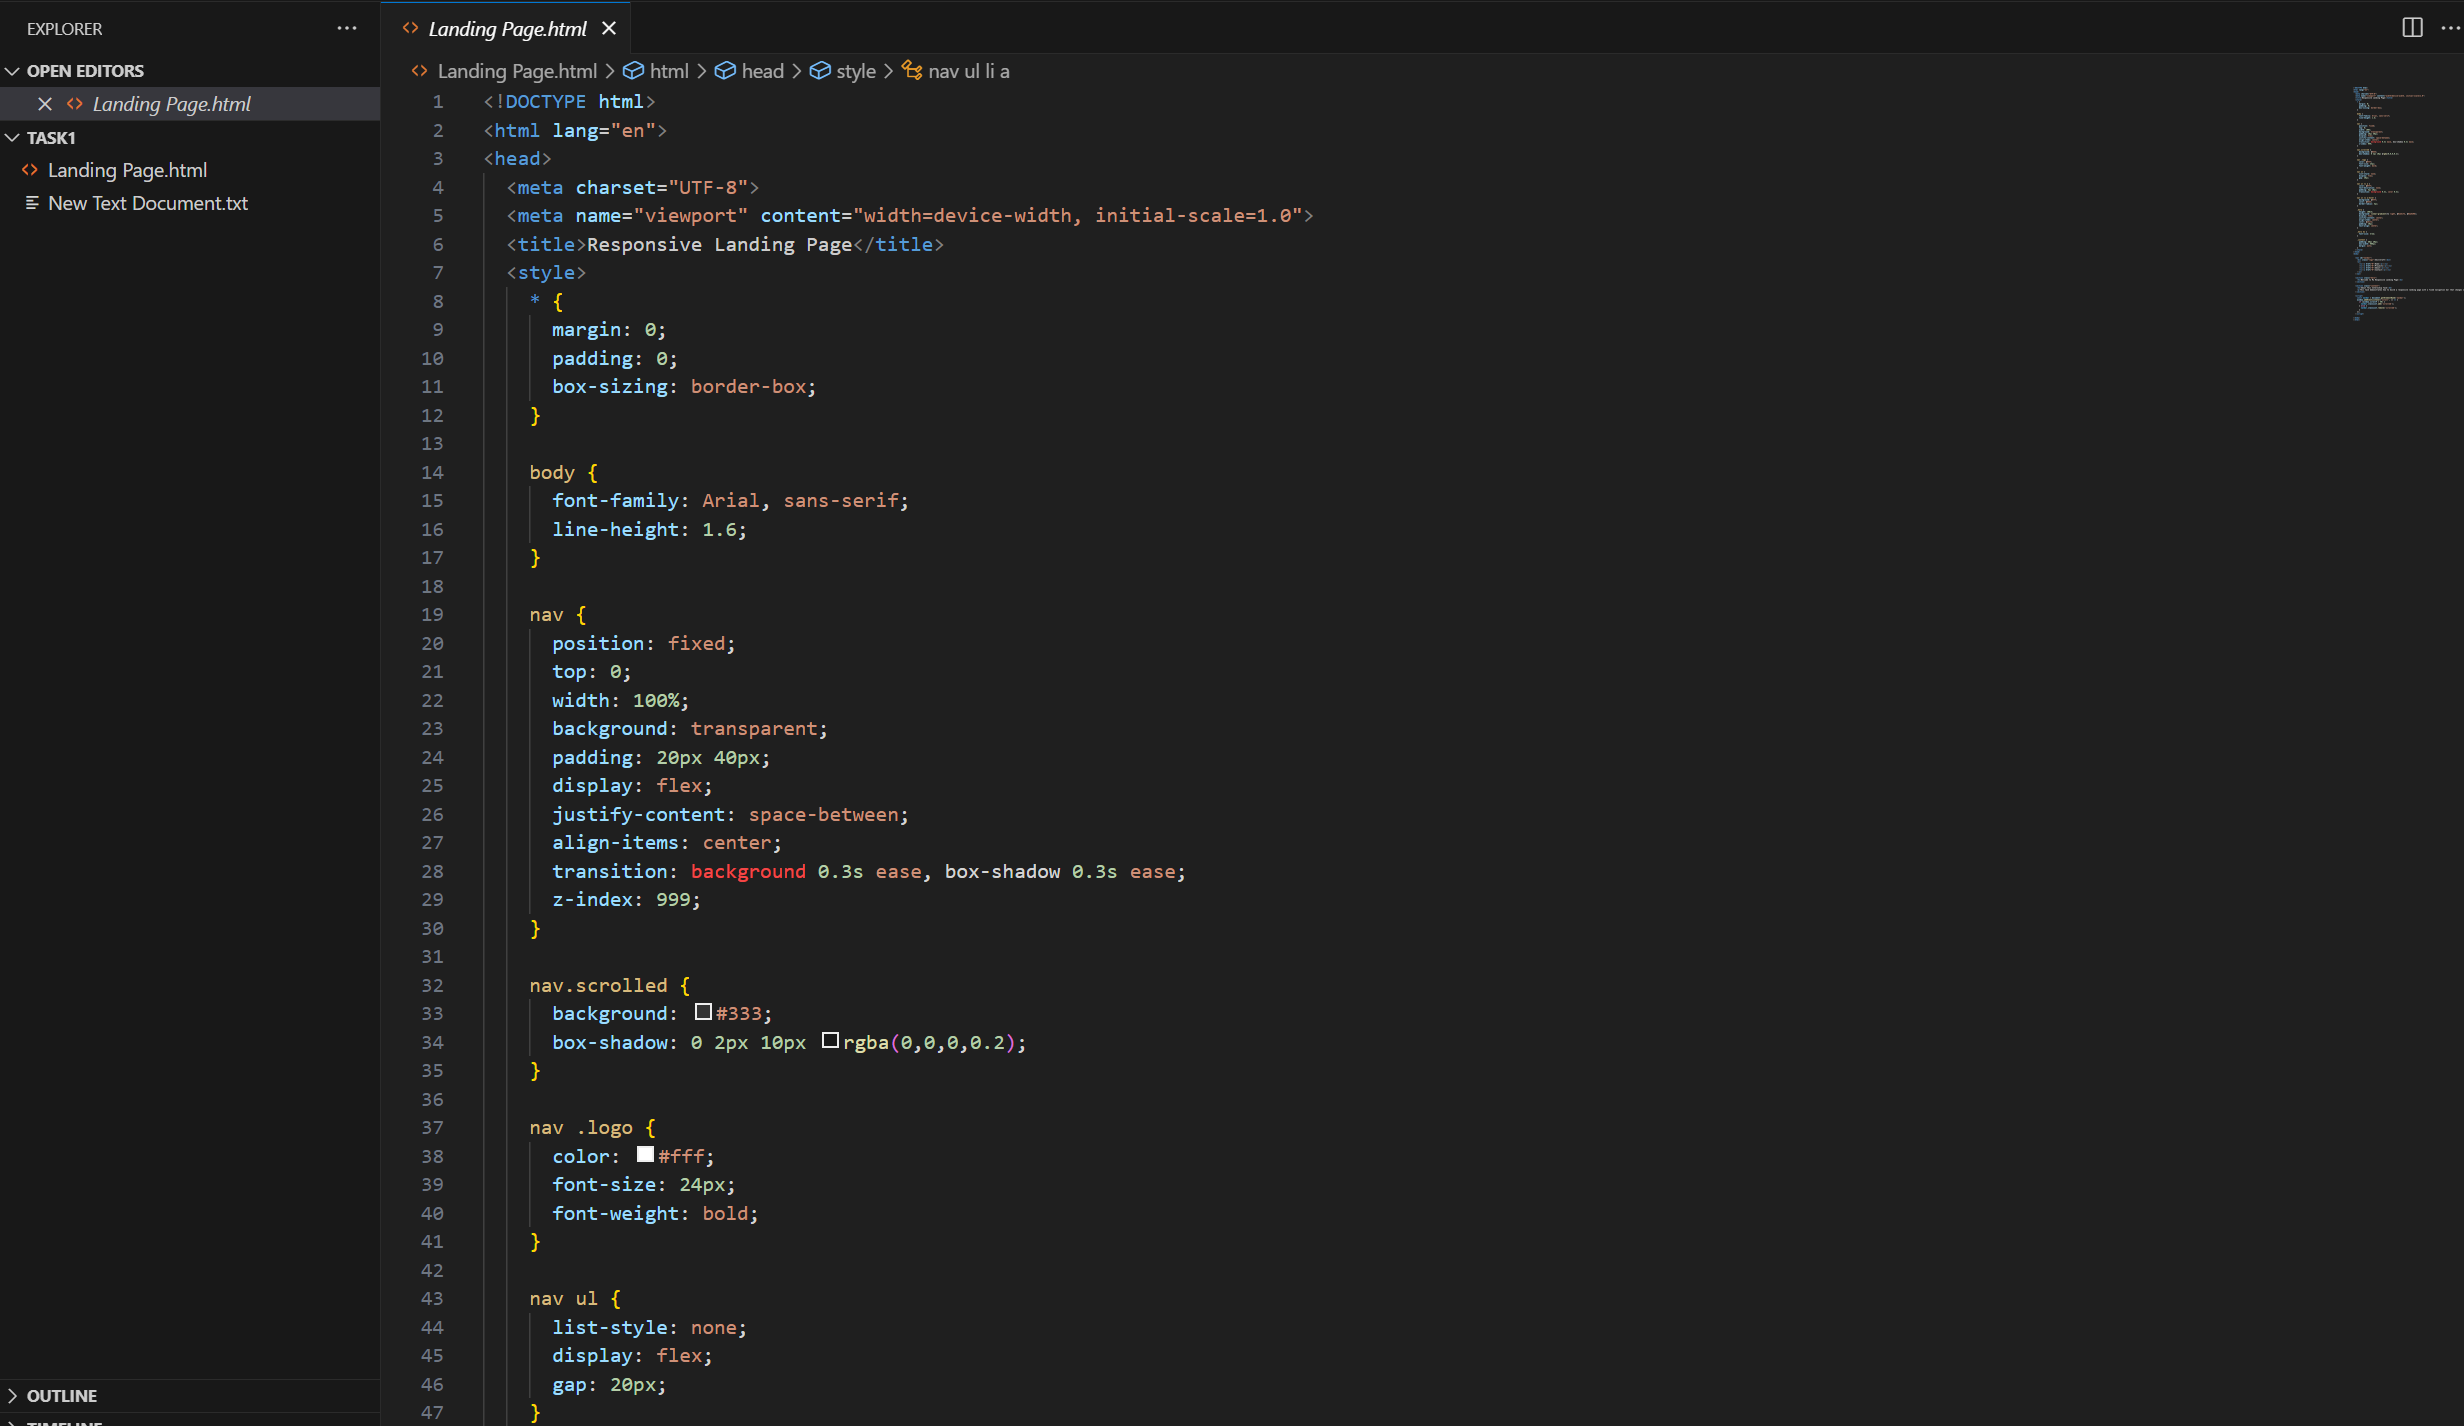 EXPLORER
OPEN EDITORS
Landing Page.html
TASK1
Landing Page.html
New Text Document.txt
OUTLINE
TIMELINE
Landing Page.html
Landing Page.html > html > head > style > nav ul li a
1 <!DOCTYPE html>
2 <html lang="en">
3 <head>
4 <meta charset="UTF-8">
5 <meta name="viewport" content="width=device-width, initial-scale=1.0">
6 <title>Responsive Landing Page</title>
7 <style>
8 * {
9 margin: 0;
10 padding: 0;
11 box-sizing: border-box;
12 }
13
14 body {
15 font-family: Arial, sans-serif;
16 line-height: 1.6;
17 }
18
19 nav {
20 position: fixed;
21 top: 0;
22 width: 100%;
23 background: transparent;
24 padding: 20px 40px;
25 display: flex;
26 justify-content: space-between;
27 align-items: center;
28 transition: background 0.3s ease, box-shadow 0.3s ease;
29 z-index: 999;
30 }
31
32 nav.scrolled {
33 background: #333;
34 box-shadow: 0 2px 10px rgba(0,0,0,0.2);
35 }
36
37 nav .logo {
38 color: #fff;
39 font-size: 24px;
40 font-weight: bold;
41 }
42
43 nav ul {
44 list-style: none;
45 display: flex;
46 gap: 20px;
47 }